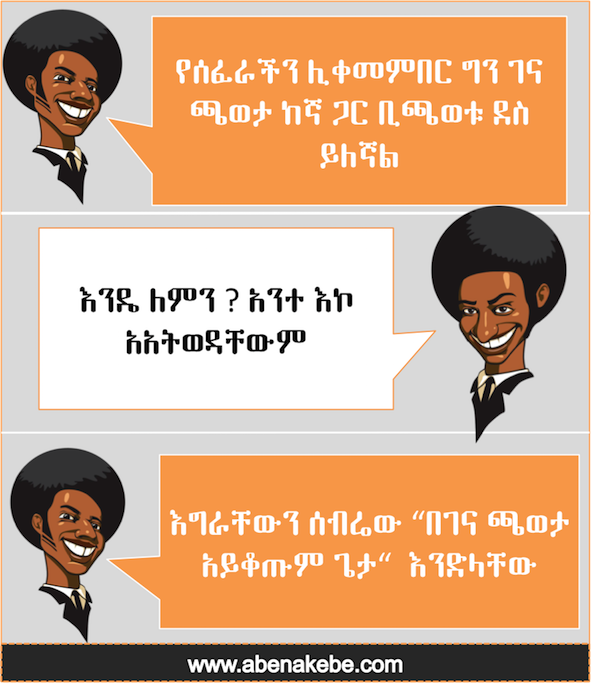 የሰፈራችን ሊቀመምበር ግን ገና
ጫወታ ከኛ ጋር ቢጫወቱ ደስ
ይለኛል
እንዴ ለምን ? አንተ እኮ
አአትወዳቸውም
እግራቸውን ሰብሬው “በገና ጫወታ
አይቆጡም ጌታ“ እንድላቸው
www.abenakebe.com